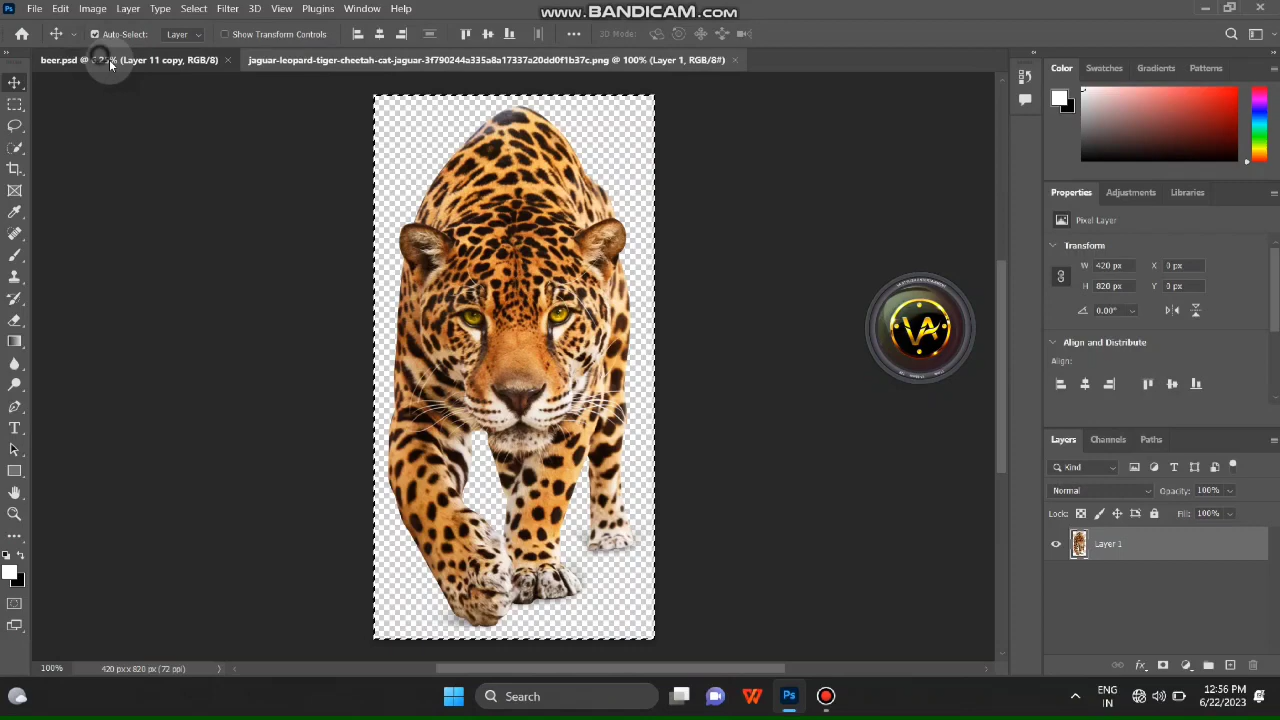 File Edit Image Layer Type Select Filter 3D View Plugins Window Help
www.BANDICAM.com
Auto-Select: Layer Show Transform Controls 3D Mode:
beer.psd @ 6.25% (Layer 11 copy, RGB/8)
jaguar-leopard-tiger-cheetah-cat-jaguar-3f790244a335a8a17337a20dd0f1b37c.png @ 100% (Layer 1, RGB/8#)
Color Swatches Gradients Patterns
Properties Adjustments Libraries
Pixel Layer
Transform
W 420 px X 0 px
H 820 px Y 0 px
0.00°
Align and Distribute
Align:
VA
Layers Channels Paths
Kind
Normal Opacity: 100%
Lock: Fill: 100%
Layer 1
100% 420 px x 820 px (72 ppi)
Search
ENG
IN
12:56 PM
6/22/2023